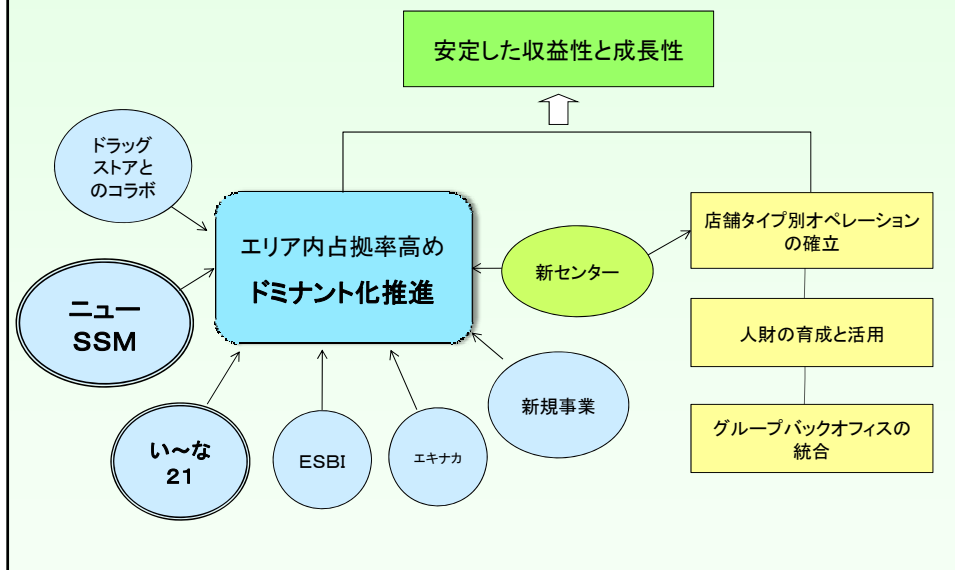 安定した収益性と成長性
ドラッグ
ストアと
のコラボ
エリア内占拠率高め
ドミナント化推進
新センター
店舗タイプ別オペレーション
の確立
ニュー
SSM
人財の育成と活用
新規事業
い～な
21
ESBI
エキナカ
グループバックオフィスの
統合